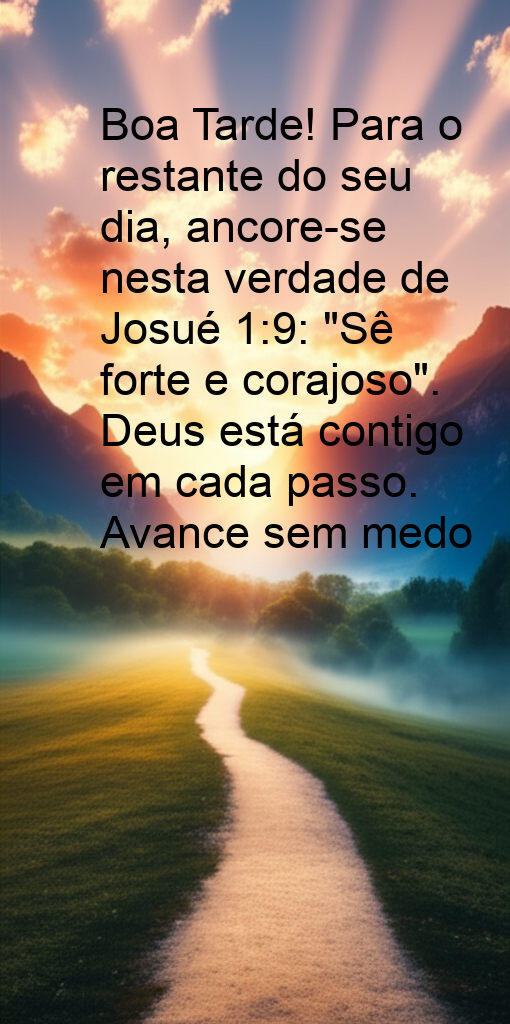 Boa Tarde! Para o
restante do seu
dia, ancore-se
nesta verdade de
Josué 1:9: "Sê
forte e corajoso".
Deus está contigo
em cada passo.
Avance sem medo